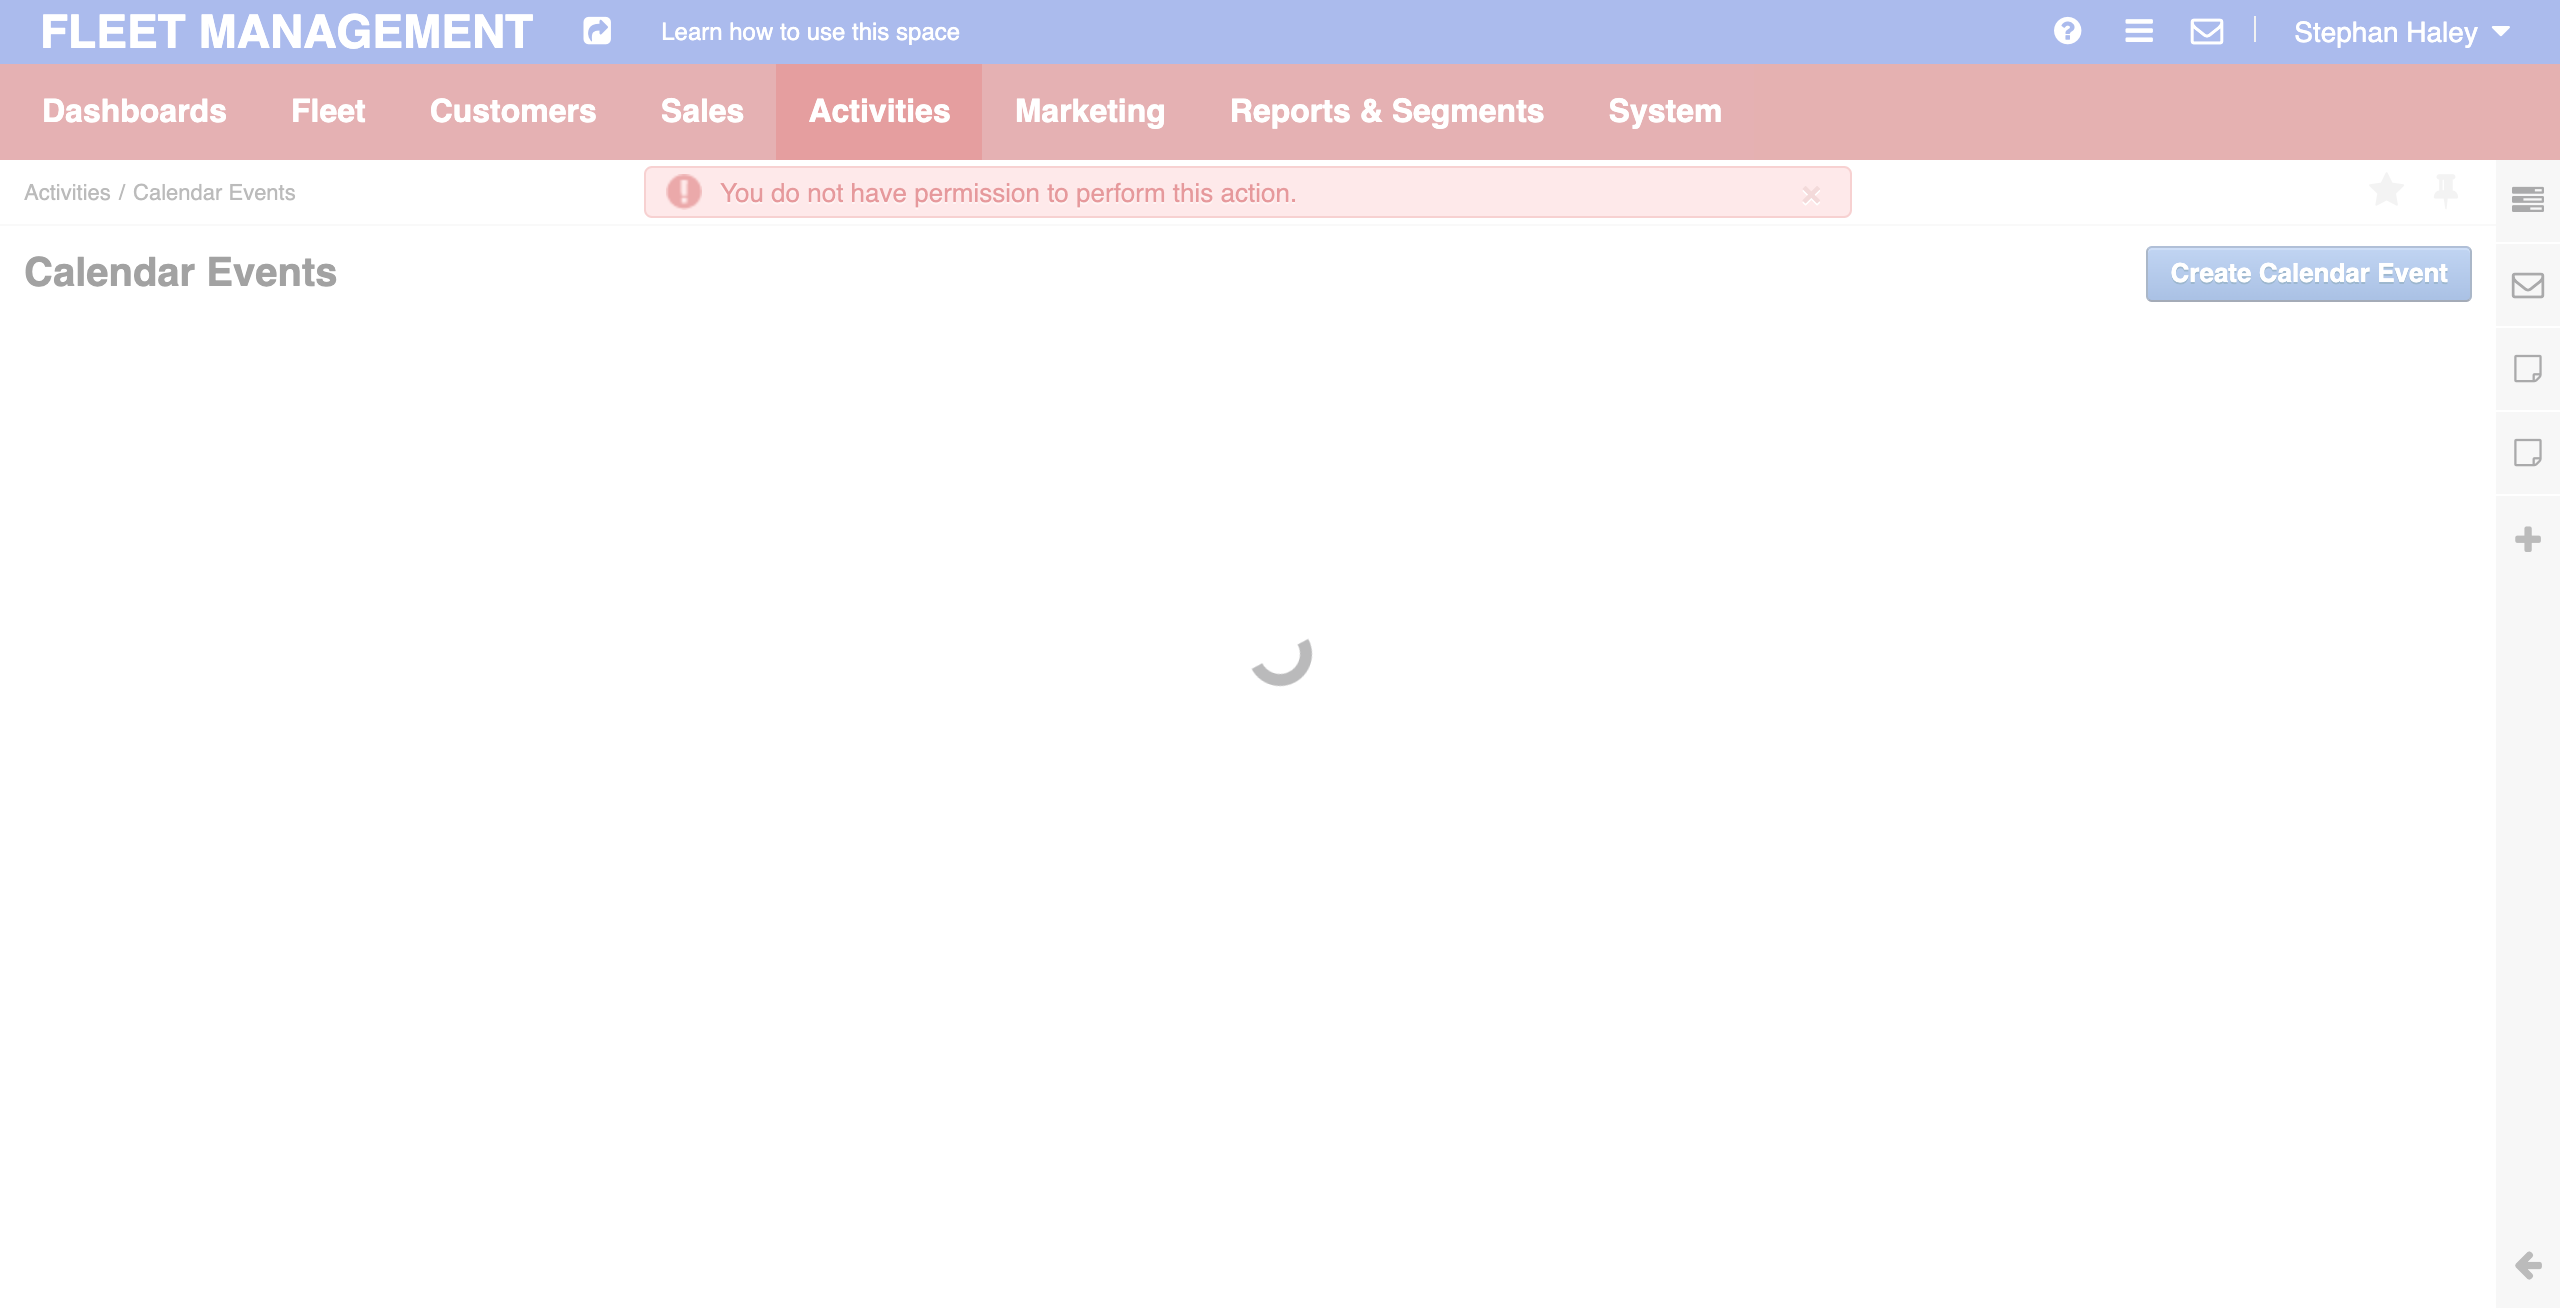 FLEET MANAGEMENT
Learn how to use this space
Stephan Haley
Dashboards
Fleet
Customers
Sales
Activities
Marketing
Reports & Segments
System
Activities / Calendar Events
You do not have permission to perform this action.
×
Calendar Events
Create Calendar Event